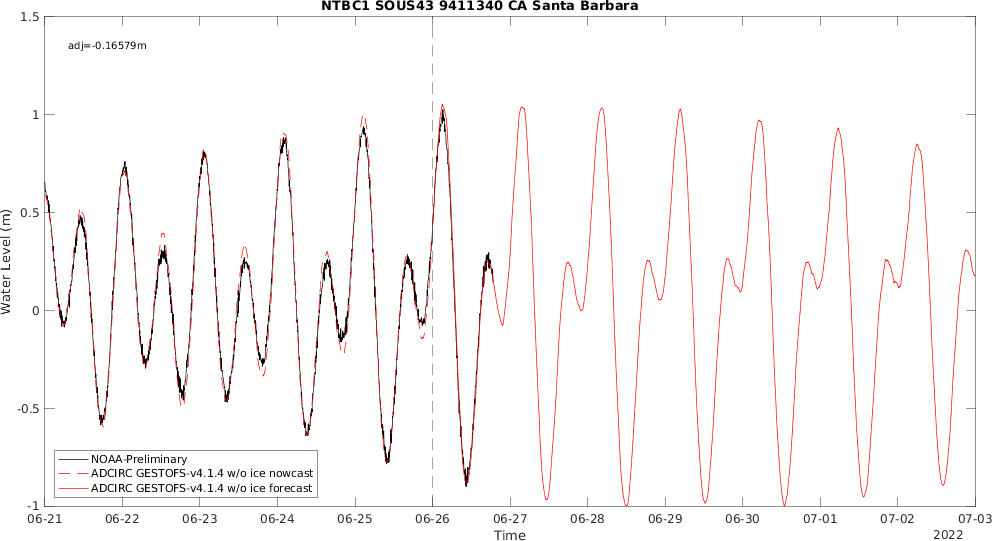 NTBC1 SOUS43 9411340 CA Santa Barbara
1.5
adj=-0.16579m
1
0.5
Water Level (m)
0
-0.5
NOAA-Preliminary
ADCIRC GESTOFS-v4.1.4 w/o ice nowcast
ADCIRC GESTOFS-v4.1.4 w/o ice forecast
-1
06-21 06-22 06-23 06-24 06-25 06-26 06-27 06-28 06-29 06-30 07-01 07-02 07-03
Time
2022